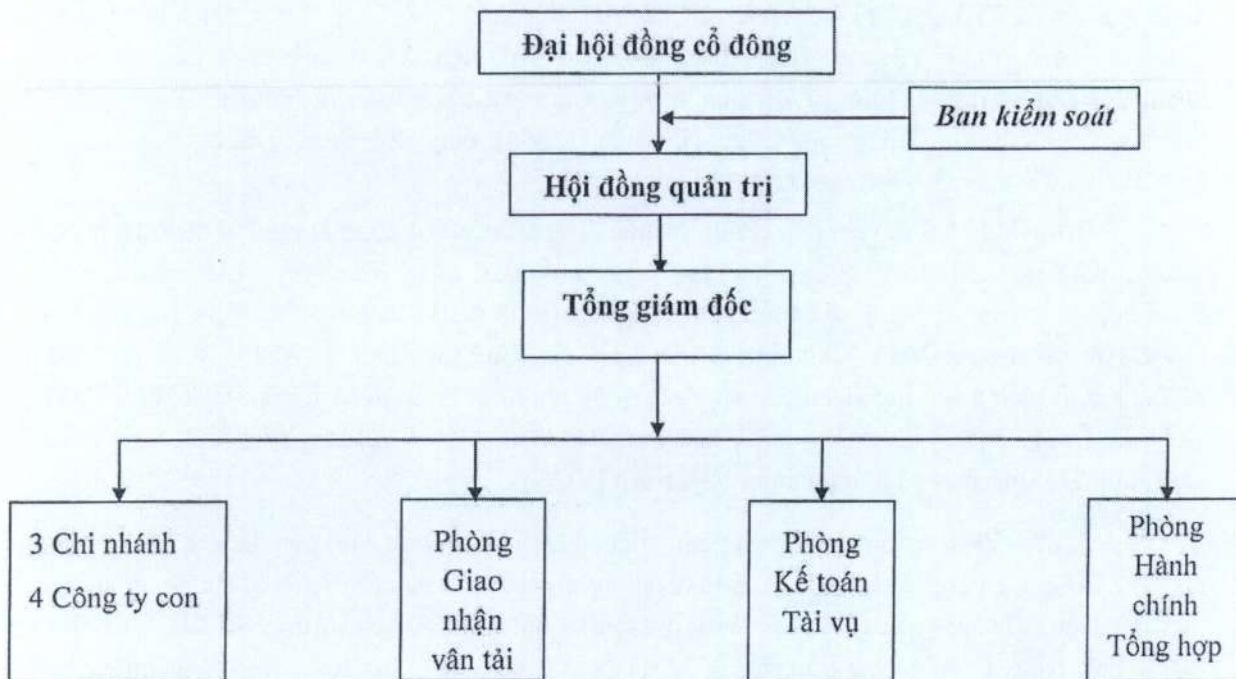 Đại hội đồng cổ đông
Ban kiểm soát
Hội đồng quản trị
Tổng giám đốc
3 Chi nhánh
4 Công ty con
Phòng
Giao
nhận
vân tải
Phòng
Kế toán
Tài vụ
Phòng
Hành
chính
Tổng hợp